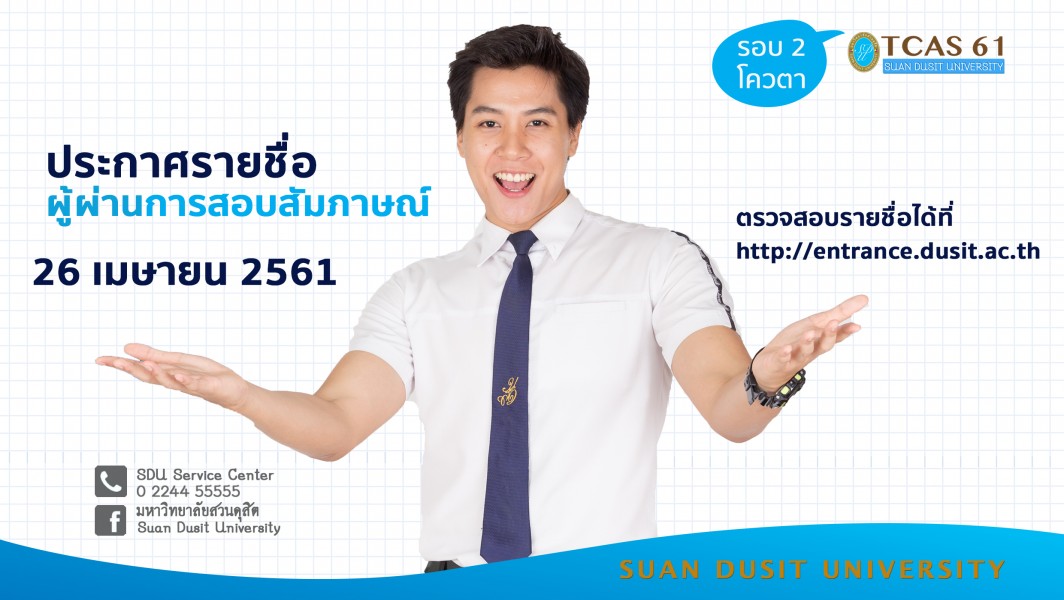 รอบ 2
โควตา
TCAS 61
SUAN DUSIT UNIVERSITY
ประกาศรายชื่อ
ผู้ผ่านการสอบสัมภาษณ์
26 เมษายน 2561
ตรวจสอบรายชื่อได้ที่
http://entrance.dusit.ac.th
SDU Service Center
0 2244 55555
มหาวิทยาลัยสวนดุสิต
Suan Dusit University
SUAN DUSIT UNIVERSITY